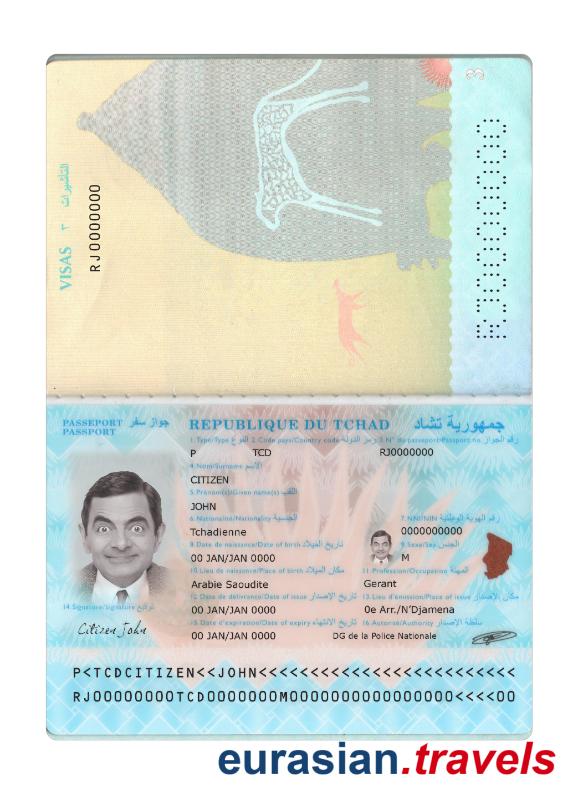 التأشيرات
VISAS ٣
RJ0000000
3
RJ0000000
PASSEPORT جواز سفر
PASSPORT
REPUBLIQUE DU TCHAD جمهورية تشاد
1. Type/Type النوع 2. Code pays/Country code رمز الدولة 3. N° de passeport/Passport no. رقم الجواز
P TCD RJ0000000
4. Nom/Surname الاسم
CITIZEN
5. Prénom(s)/Given name(s) اللقب
JOHN
6. Nationalité/Nationality الجنسية 7. NNI/NIN رقم الهوية الوطنية
Tchadienne 0000000000
8. Date de naissance/Date of birth تاريخ الميلاد 9. Sexe/Sex الجنس
00 JAN/JAN 0000 M
10. Lieu de naissance/Place of birth مكان الميلاد 11. Profession/Occupation المهنة
Arabie Saoudite Gerant
12. Date de délivrance/Date of issue تاريخ الإصدار 13. Lieu d'émission/Place of issue مكان الإصدار
00 JAN/JAN 0000 0e Arr./N'Djamena
15. Date d'expiration/Date of expiry تاريخ الانتهاء 16. Autorité/Authority سلطة الإصدار
00 JAN/JAN 0000 DG de la Police Nationale
14. Signature/Signature توقيع
Citizen John
P<TCDCITIZEN<<JOHN<<<<<<<<<<<<<<<<<<<<<<<<<<
RJ00000000TCD0000000M000000000000000000<<<<00
eurasian.travels